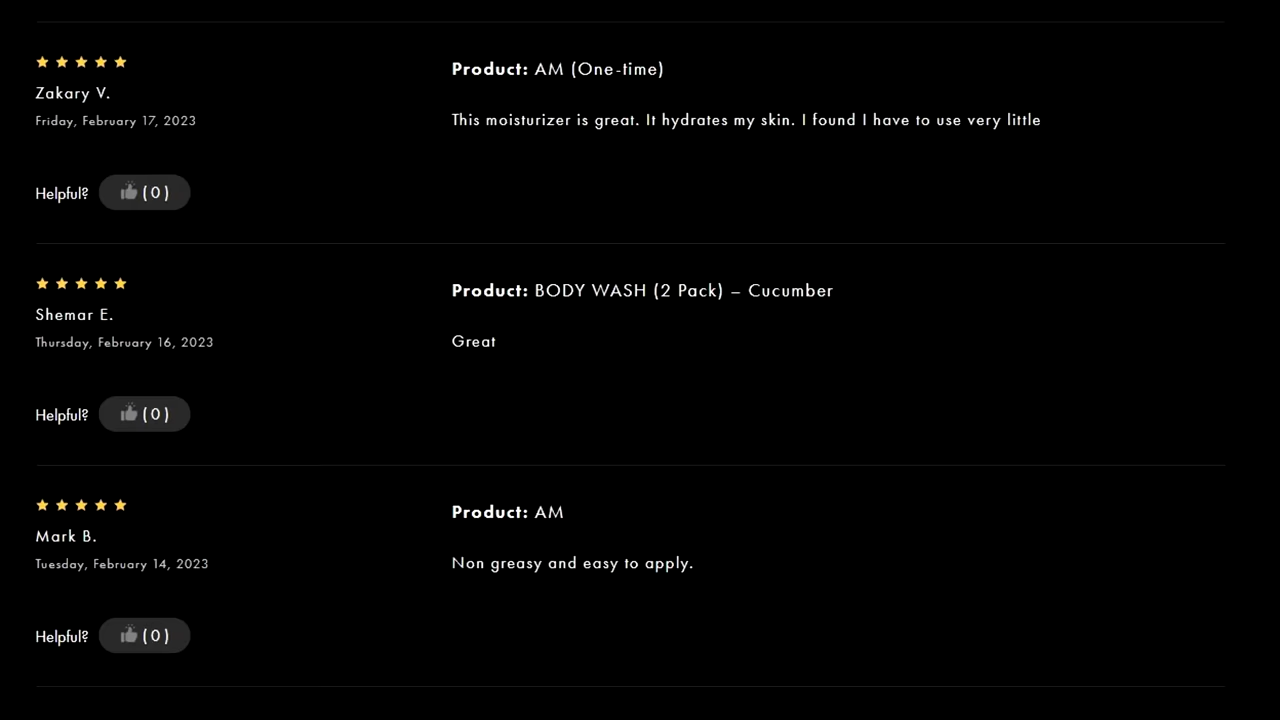 Product: AM (One-time)
Zakary V.
Friday, February 17, 2023
This moisturizer is great. It hydrates my skin. I found I have to use very little
Helpful? (0)
Product: BODY WASH (2 Pack) – Cucumber
Shemar E.
Thursday, February 16, 2023
Great
Helpful? (0)
Product: AM
Mark B.
Tuesday, February 14, 2023
Non greasy and easy to apply.
Helpful? (0)